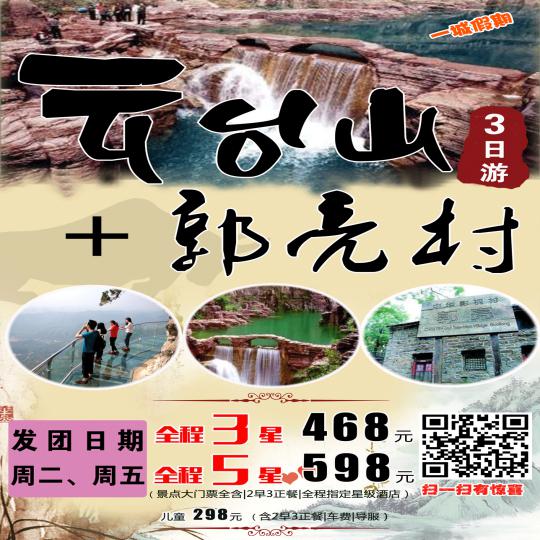 一城假期
云台山
3日游
+ 郭亮村
发团日期
周二、周五
全程3星 468元
全程5星 598元
(景点大门票全含|2早3正餐|全程指定星级酒店)
儿童 298元 (含2早3正餐|车费|导服)
扫一扫有惊喜